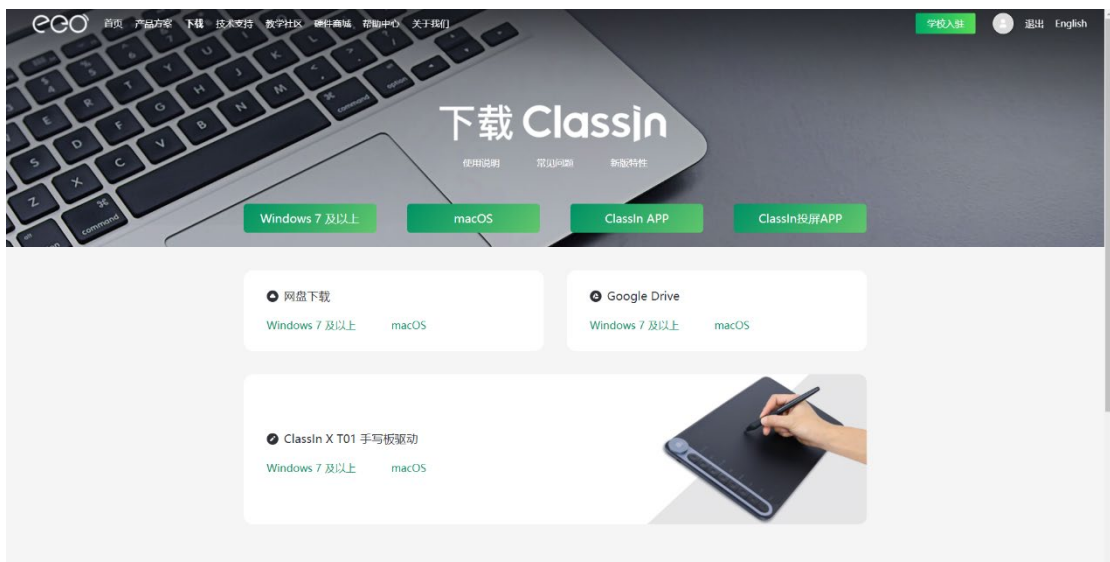 eeo 首页 产品方案 下载 技术支持 教学社区 硬件商城 帮助中心 关于我们 学校入驻 退出 English
下载 ClassIn
使用说明 常见问题 新版特性
Windows 7 及以上 macOS ClassIn APP ClassIn投屏APP
网盘下载 Google Drive
Windows 7 及以上 macOS Windows 7 及以上 macOS
ClassIn X T01 手写板驱动
Windows 7 及以上 macOS